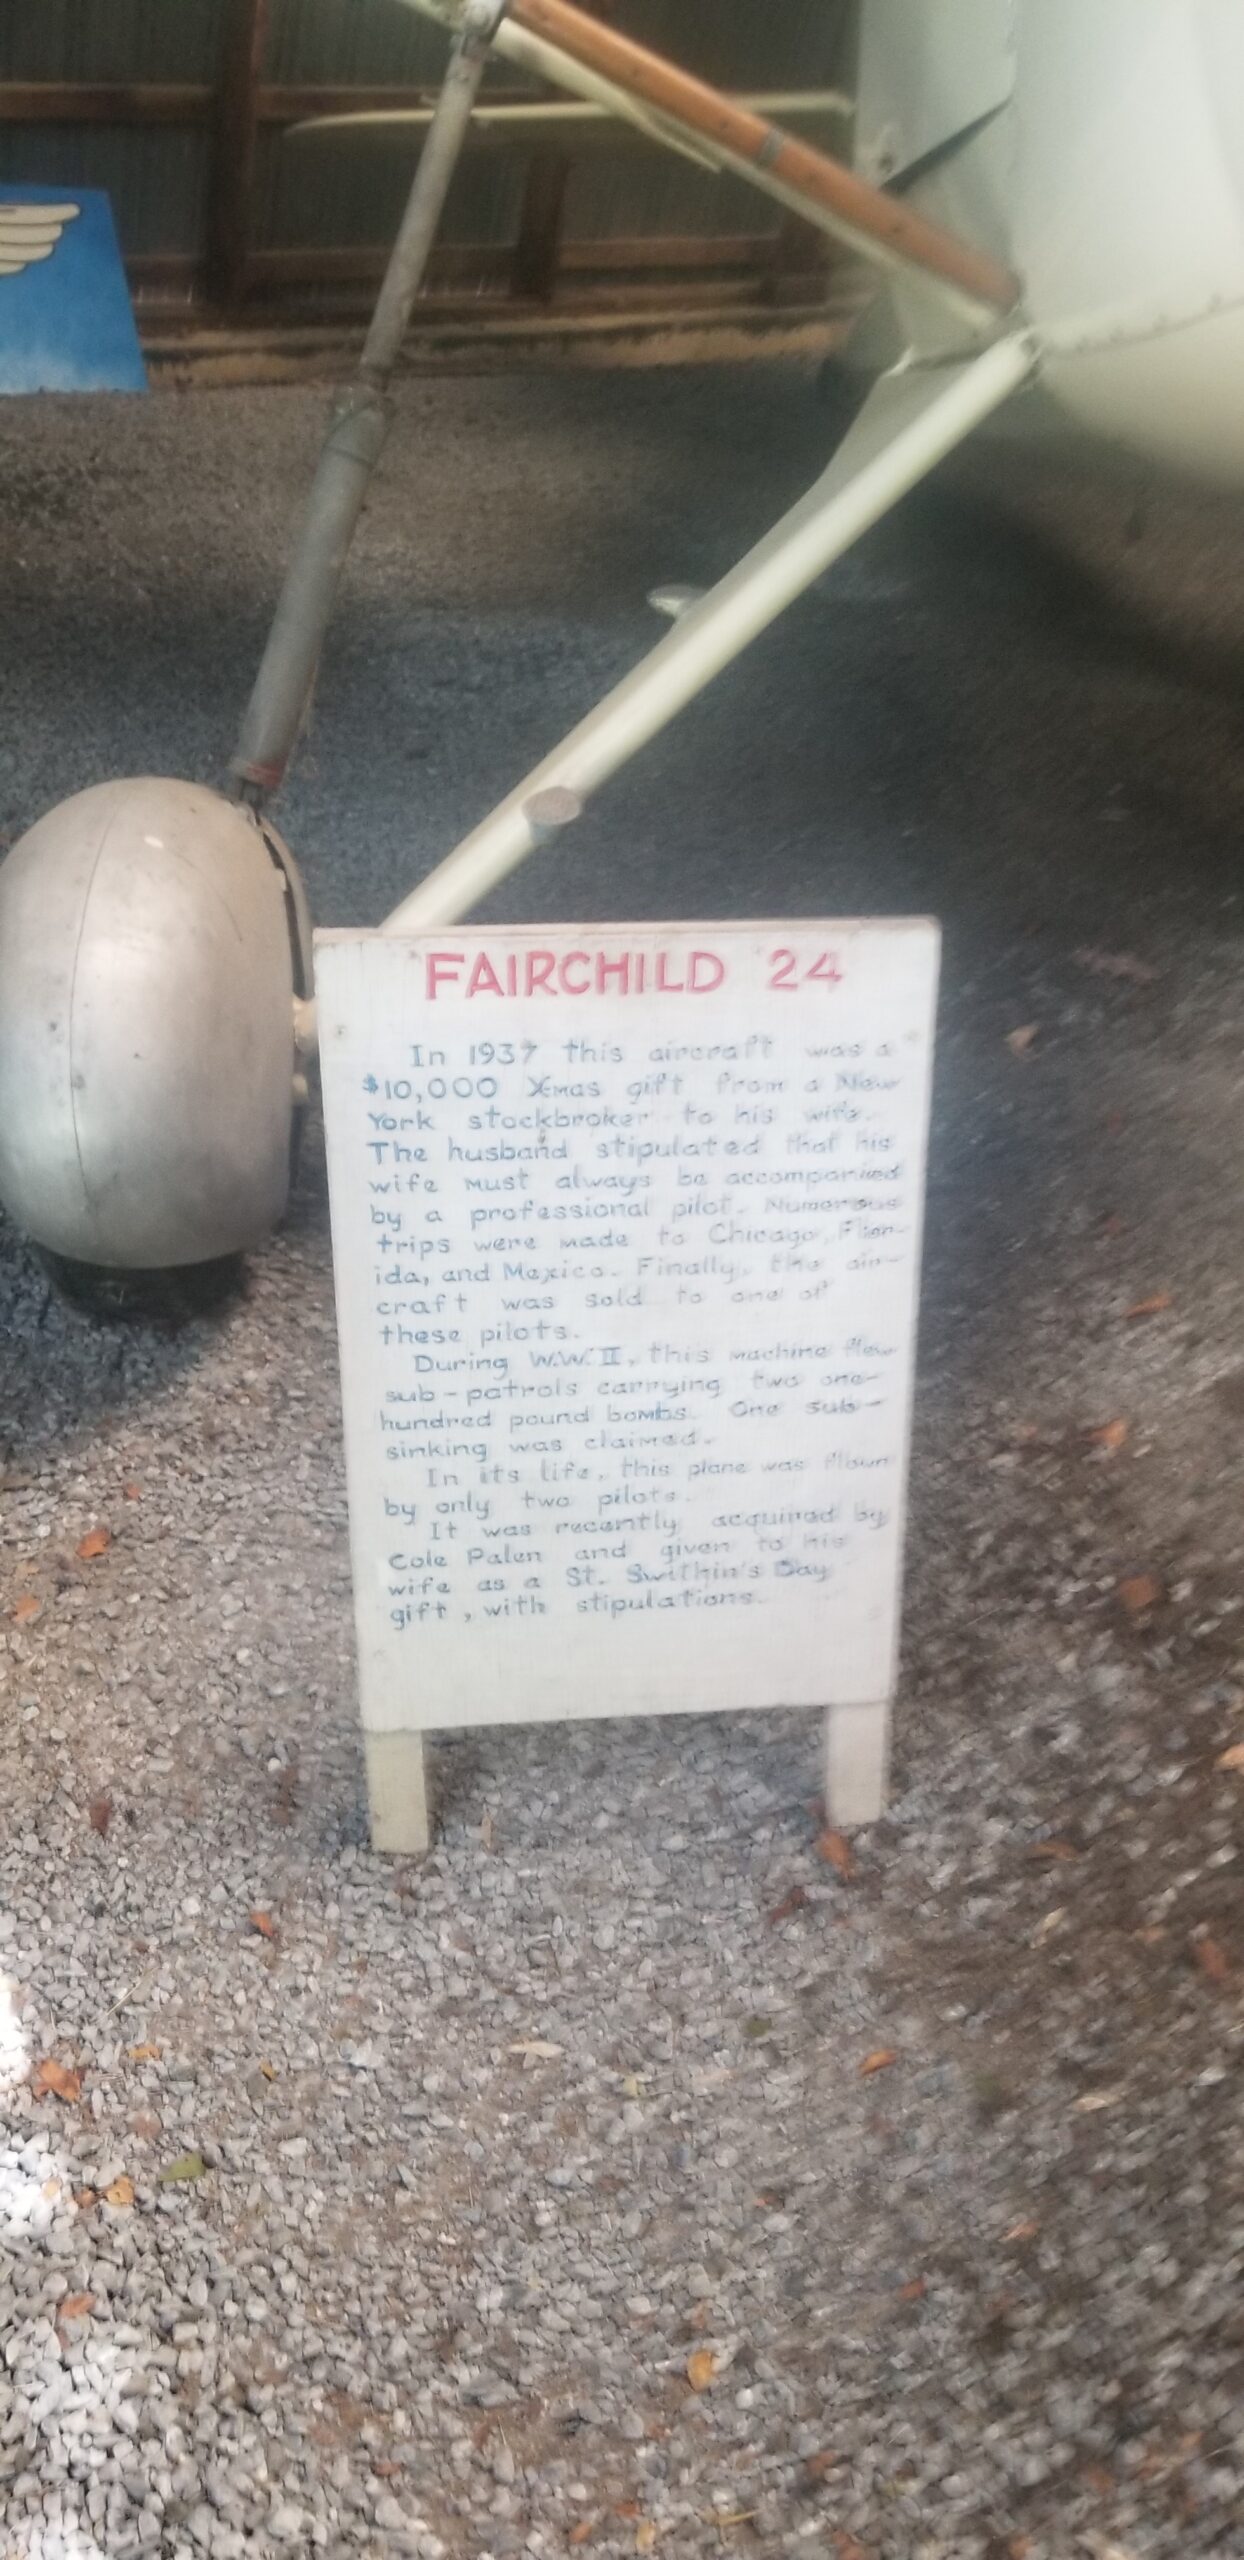 FAIRCHILD 24
In 1937 this aircraft was a
$10,000 X-mas gift from a New
York stockbroker to his wife.
The husband stipulated that his
wife must always be accompanied
by a professional pilot. Numerous
trips were made to Chicago, Flor-
ida, and Mexico. Finally, the air-
craft was sold to one of
these pilots.
During W.W. II, this machine flew
sub-patrols carrying two one-
hundred pound bombs. One sub-
sinking was claimed.
In its life, this plane was flown
by only two pilots.
It was recently acquired by
Cole Palen and given to his
wife as a St. Swithin's Day
gift, with stipulations.